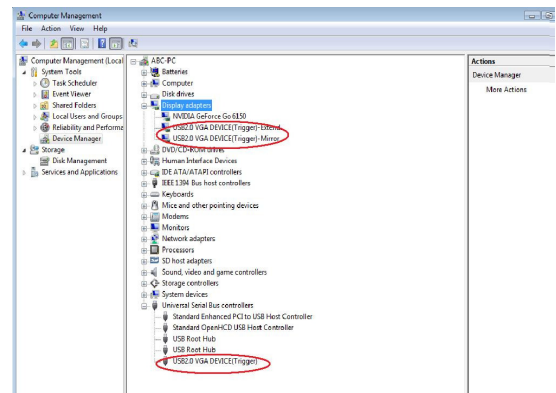 Computer Management
File Action View Help
Computer Management (Local
System Tools
Task Scheduler
Event Viewer
Shared Folders
Local Users and Groups
Reliability and Performa
Device Manager
Storage
Disk Management
Services and Applications
ABC-PC
Batteries
Computer
Disk drives
Display adapters
NVIDIA GeForce Go 6150
USB2.0 VGA DEVICE(Trigger)-Extend
USB2.0 VGA DEVICE(Trigger)-Mirror
DVD/CD-ROM drives
Human Interface Devices
IDE ATA/ATAPI controllers
IEEE 1394 Bus host controllers
Keyboards
Mice and other pointing devices
Modems
Monitors
Network adapters
Processors
SD host adapters
Sound, video and game controllers
Storage controllers
System devices
Universal Serial Bus controllers
Standard Enhanced PCI to USB Host Controller
Standard OpenHCD USB Host Controller
USB Root Hub
USB Root Hub
USB2.0 VGA DEVICE(Trigger)
Actions
Device Manager
More Actions